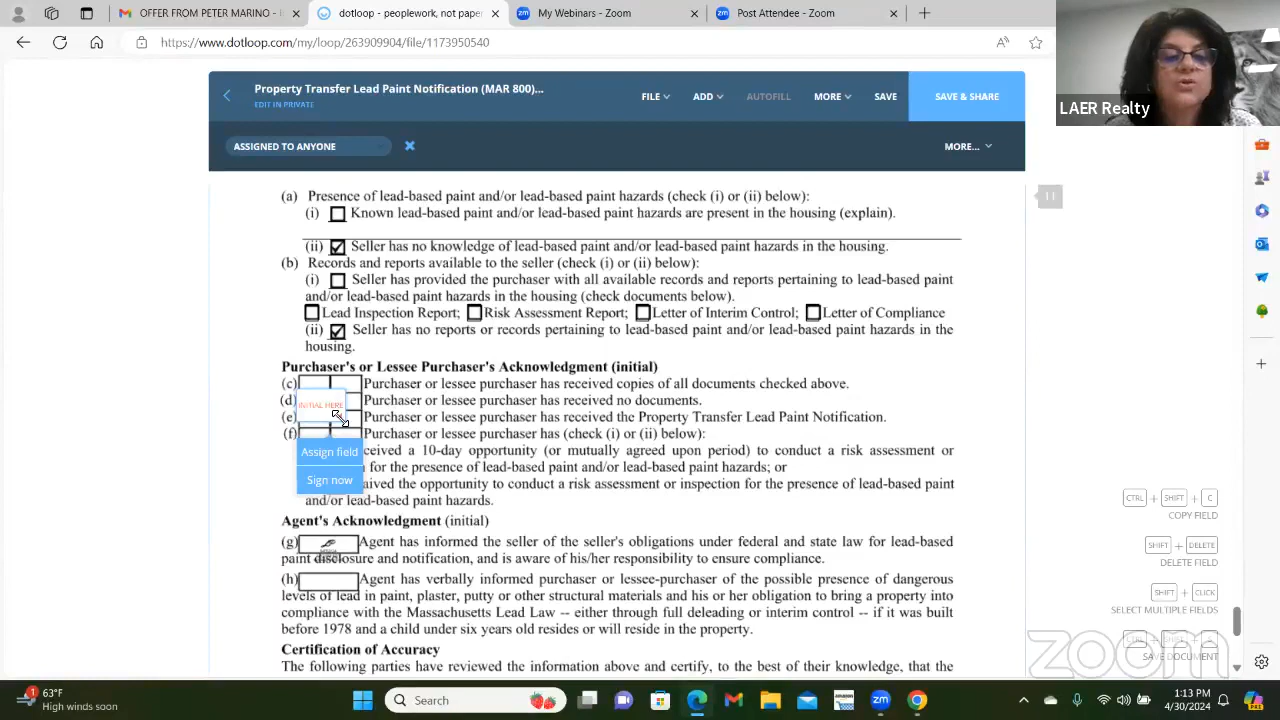 OFFER FROM PETER MARINO
dotloop - peerless, not paper
My Webinars - Zoom
Post Attendee - Zoom
https://www.dotloop.com/my/loop/263909904/file/1173950540
LAER Realty
Property Transfer Lead Paint Notification (MAR 800)...
EDIT IN PRIVATE
FILE
ADD
AUTOFILL
MORE
SAVE
SAVE & SHARE
ASSIGNED TO ANYONE
MORE...
11
(a) Presence of lead-based paint and/or lead-based paint hazards (check (i) or (ii) below):
(i) Known lead-based paint and/or lead-based paint hazards are present in the housing (explain).
(ii) Seller has no knowledge of lead-based paint and/or lead-based paint hazards in the housing.
(b) Records and reports available to the seller (check (i) or (ii) below):
(i) Seller has provided the purchaser with all available records and reports pertaining to lead-based paint
and/or lead-based paint hazards in the housing (check documents below).
Lead Inspection Report; Risk Assessment Report; Letter of Interim Control; Letter of Compliance
(ii) Seller has no reports or records pertaining to lead-based paint and/or lead-based paint hazards in the
housing.
Purchaser's or Lessee Purchaser's Acknowledgment (initial)
(c) Purchaser or lessee purchaser has received copies of all documents checked above.
(d) Purchaser or lessee purchaser has received no documents.
INITIAL HERE
(e) Purchaser or lessee purchaser has received the Property Transfer Lead Paint Notification.
(f) Purchaser or lessee purchaser has (check (i) or (ii) below):
Assign field
ceived a 10-day opportunity (or mutually agreed upon period) to conduct a risk assessment or
n for the presence of lead-based paint and/or lead-based paint hazards; or
Sign now
aived the opportunity to conduct a risk assessment or inspection for the presence of lead-based paint
and/or lead-based paint hazards.
Agent's Acknowledgment (initial)
(g) Agent has informed the seller of the seller's obligations under federal and state law for lead-based
paint disclosure and notification, and is aware of his/her responsibility to ensure compliance.
(h) Agent has verbally informed purchaser or lessee-purchaser of the possible presence of dangerous
levels of lead in paint, plaster, putty or other structural materials and his or her obligation to bring a property into
compliance with the Massachusetts Lead Law -- either through full deleading or interim control -- if it was built
before 1978 and a child under six years old resides or will reside in the property.
Certification of Accuracy
The following parties have reviewed the information above and certify, to the best of their knowledge, that the
CTRL + SHIFT + C
COPY FIELD
SHIFT + DELETE
DELETE FIELD
SHIFT + CLICK
SELECT MULTIPLE FIELDS
SAVE DOCUMENT
zoom
1
63°F
High winds soon
Search
1:13 PM
4/30/2024